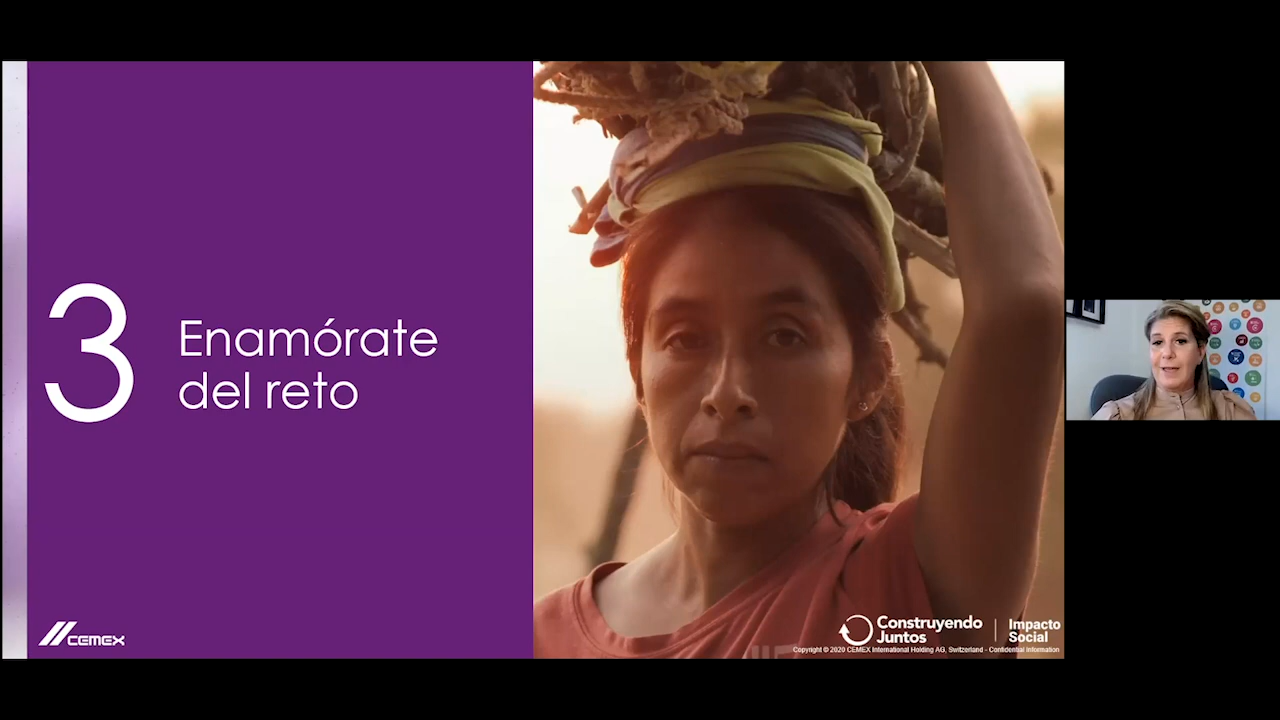 3
Enamórate
del reto
CEMEX
Construyendo
Juntos
Impacto
Social
Copyright © 2020 CEMEX International Holding AG, Switzerland - Confidential Information